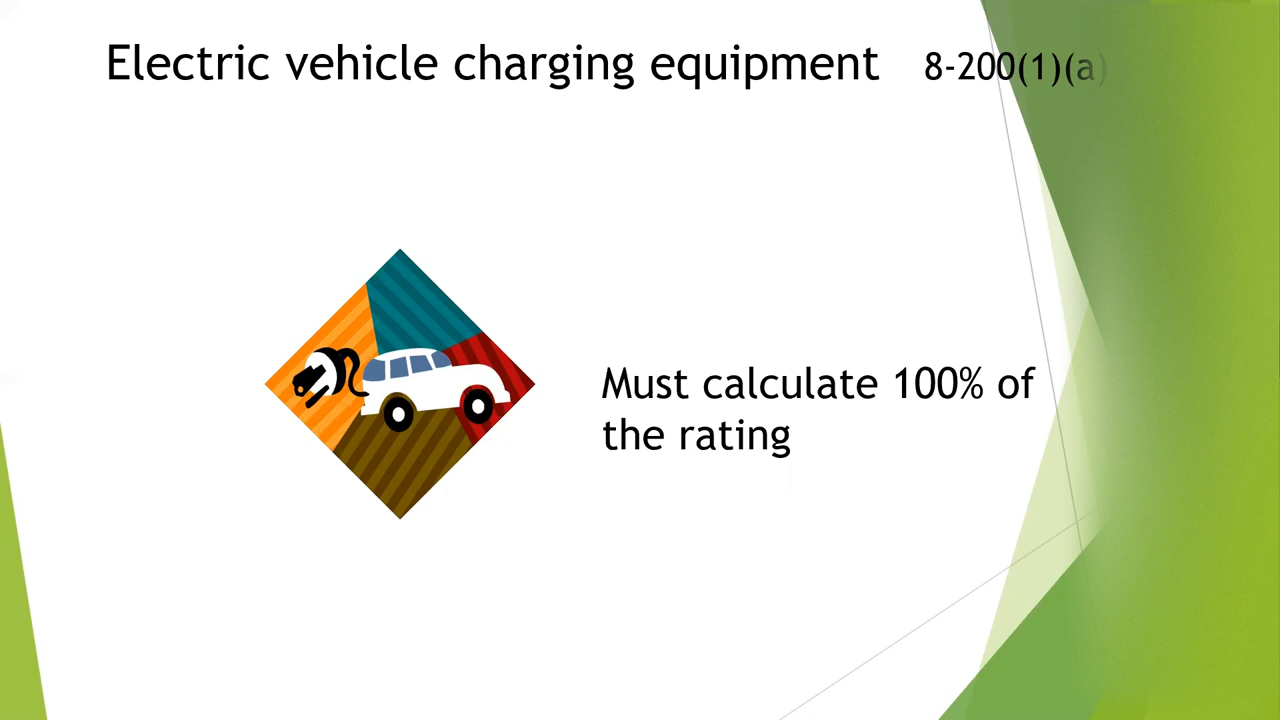 Electric vehicle charging equipment 8-200(1)(a)
Must calculate 100% of
the rating